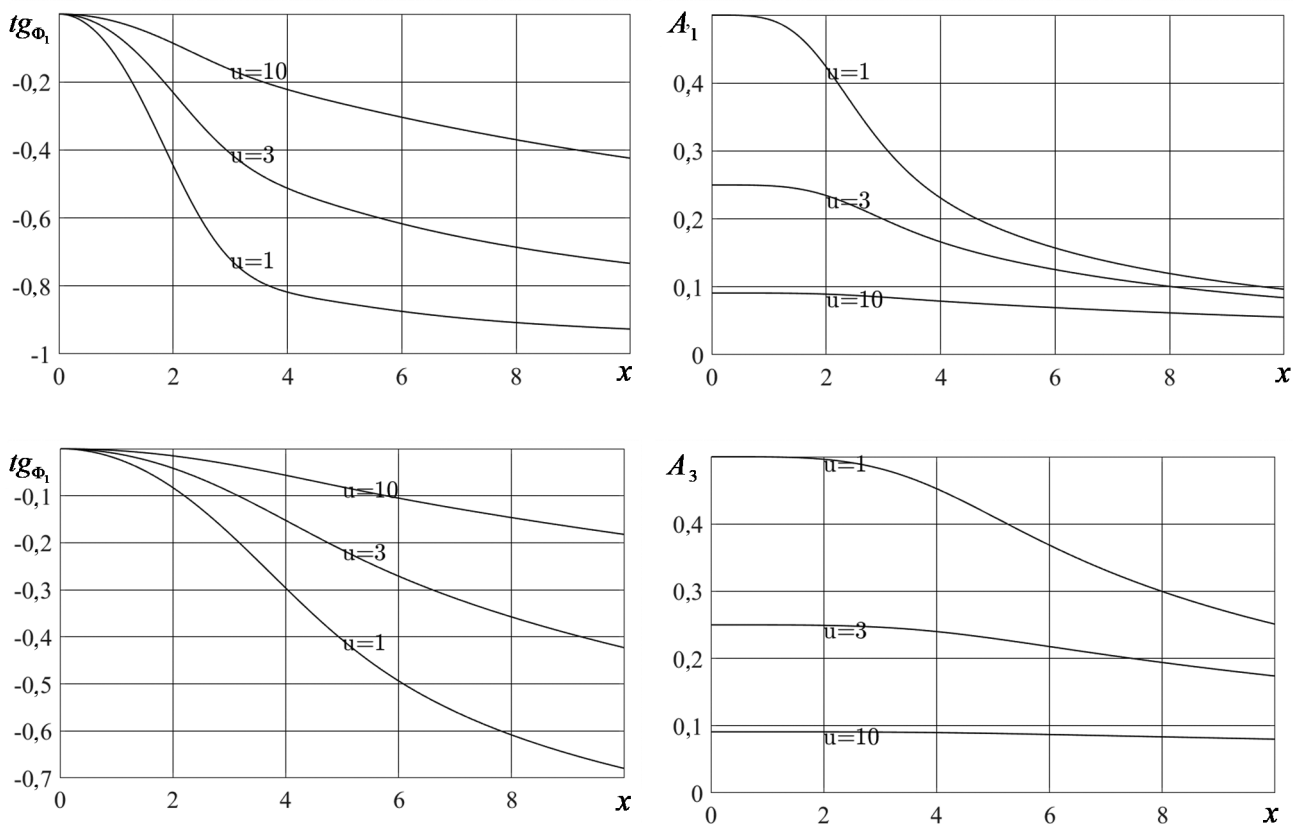 tgΦ₁
u=10
-0,2
-0,4
u=3
-0,6
u=1
-0,8
-1
0 2 4 6 8 x
A₁
u=1
0,4
0,3
u=3
0,2
0,1
u=10
0
0 2 4 6 8 x
tgΦ₁
-0,1
u=10
-0,2
u=3
-0,3
-0,4
u=1
-0,5
-0,6
-0,7
0 2 4 6 8 x
A₃
u=1
0,4
0,3
u=3
0,2
0,1
u=10
0
0 2 4 6 8 x